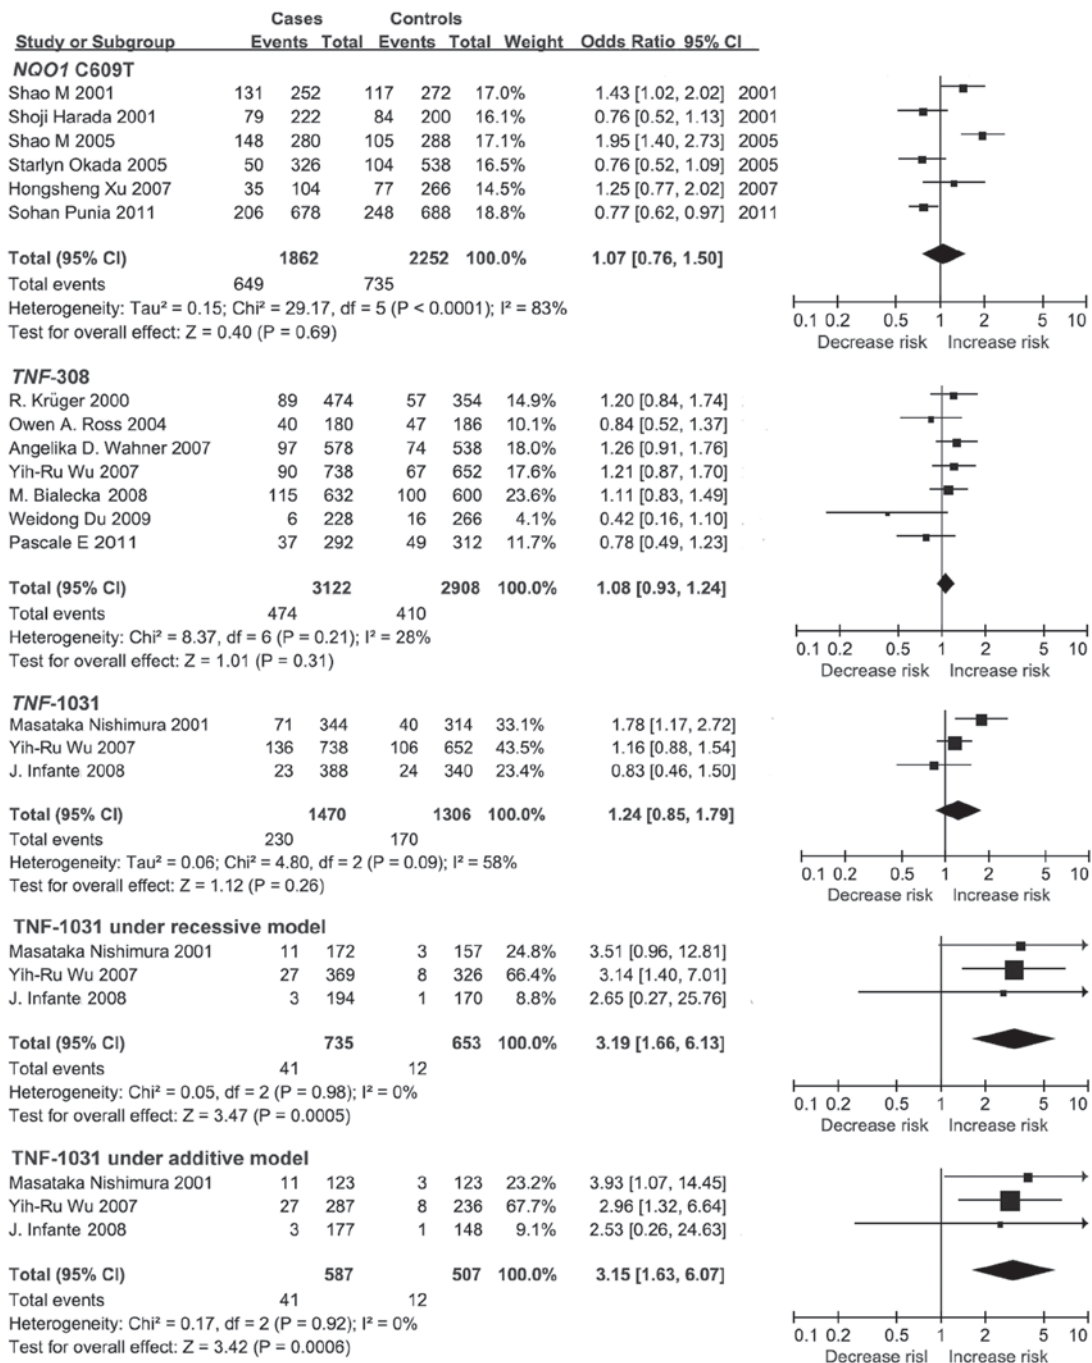 Cases Controls
Study or Subgroup Events Total Events Total Weight Odds Ratio 95% CI
NQO1 C609T
Shao M 2001 131 252 117 272 17.0% 1.43 [1.02, 2.02] 2001
Shoji Harada 2001 79 222 84 200 16.1% 0.76 [0.52, 1.13] 2001
Shao M 2005 148 280 105 288 17.1% 1.95 [1.40, 2.73] 2005
Starlyn Okada 2005 50 326 104 538 16.5% 0.76 [0.52, 1.09] 2005
Hongsheng Xu 2007 35 104 77 266 14.5% 1.25 [0.77, 2.02] 2007
Sohan Punia 2011 206 678 248 688 18.8% 0.77 [0.62, 0.97] 2011
Total (95% CI) 1862 2252 100.0% 1.07 [0.76, 1.50]
Total events 649 735
Heterogeneity: Tau² = 0.15; Chi² = 29.17, df = 5 (P < 0.0001); I² = 83%
Test for overall effect: Z = 0.40 (P = 0.69)
0.1 0.2 0.5 1 2 5 10
Decrease risk Increase risk
TNF-308
R. Krüger 2000 89 474 57 354 14.9% 1.20 [0.84, 1.74]
Owen A. Ross 2004 40 180 47 186 10.1% 0.84 [0.52, 1.37]
Angelika D. Wahner 2007 97 578 74 538 18.0% 1.26 [0.91, 1.76]
Yih-Ru Wu 2007 90 738 67 652 17.6% 1.21 [0.87, 1.70]
M. Bialecka 2008 115 632 100 600 23.6% 1.11 [0.83, 1.49]
Weidong Du 2009 6 228 16 266 4.1% 0.42 [0.16, 1.10]
Pascale E 2011 37 292 49 312 11.7% 0.78 [0.49, 1.23]
Total (95% CI) 3122 2908 100.0% 1.08 [0.93, 1.24]
Total events 474 410
Heterogeneity: Chi² = 8.37, df = 6 (P = 0.21); I² = 28%
Test for overall effect: Z = 1.01 (P = 0.31)
0.1 0.2 0.5 1 2 5 10
Decrease risk Increase risk
TNF-1031
Masataka Nishimura 2001 71 344 40 314 33.1% 1.78 [1.17, 2.72]
Yih-Ru Wu 2007 136 738 106 652 43.5% 1.16 [0.88, 1.54]
J. Infante 2008 23 388 24 340 23.4% 0.83 [0.46, 1.50]
Total (95% CI) 1470 1306 100.0% 1.24 [0.85, 1.79]
Total events 230 170
Heterogeneity: Tau² = 0.06; Chi² = 4.80, df = 2 (P = 0.09); I² = 58%
Test for overall effect: Z = 1.12 (P = 0.26)
0.1 0.2 0.5 1 2 5 10
Decrease risk Increase risk
TNF-1031 under recessive model
Masataka Nishimura 2001 11 172 3 157 24.8% 3.51 [0.96, 12.81]
Yih-Ru Wu 2007 27 369 8 326 66.4% 3.14 [1.40, 7.01]
J. Infante 2008 3 194 1 170 8.8% 2.65 [0.27, 25.76]
Total (95% CI) 735 653 100.0% 3.19 [1.66, 6.13]
Total events 41 12
Heterogeneity: Chi² = 0.05, df = 2 (P = 0.98); I² = 0%
Test for overall effect: Z = 3.47 (P = 0.0005)
0.1 0.2 0.5 1 2 5 10
Decrease risk Increase risk
TNF-1031 under additive model
Masataka Nishimura 2001 11 123 3 123 23.2% 3.93 [1.07, 14.45]
Yih-Ru Wu 2007 27 287 8 236 67.7% 2.96 [1.32, 6.64]
J. Infante 2008 3 177 1 148 9.1% 2.53 [0.26, 24.63]
Total (95% CI) 587 507 100.0% 3.15 [1.63, 6.07]
Total events 41 12
Heterogeneity: Chi² = 0.17, df = 2 (P = 0.92); I² = 0%
Test for overall effect: Z = 3.42 (P = 0.0006)
0.1 0.2 0.5 1 2 5 10
Decrease risl Increase risl